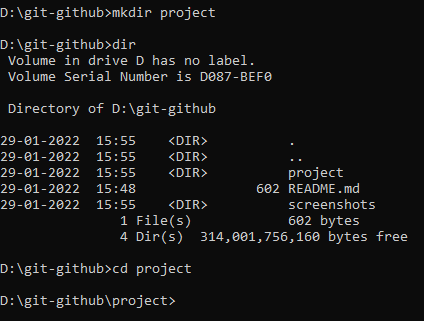 D:\git-github>mkdir project
D:\git-github>dir
 Volume in drive D has no label.
 Volume Serial Number is D087-BEF0
 Directory of D:\git-github
29-01-2022  15:55    <DIR>          .
29-01-2022  15:55    <DIR>          ..
29-01-2022  15:55    <DIR>          project
29-01-2022  15:48               602 README.md
29-01-2022  15:55    <DIR>          screenshots
               1 File(s)            602 bytes
               4 Dir(s)  314,001,756,160 bytes free
D:\git-github>cd project
D:\git-github\project>